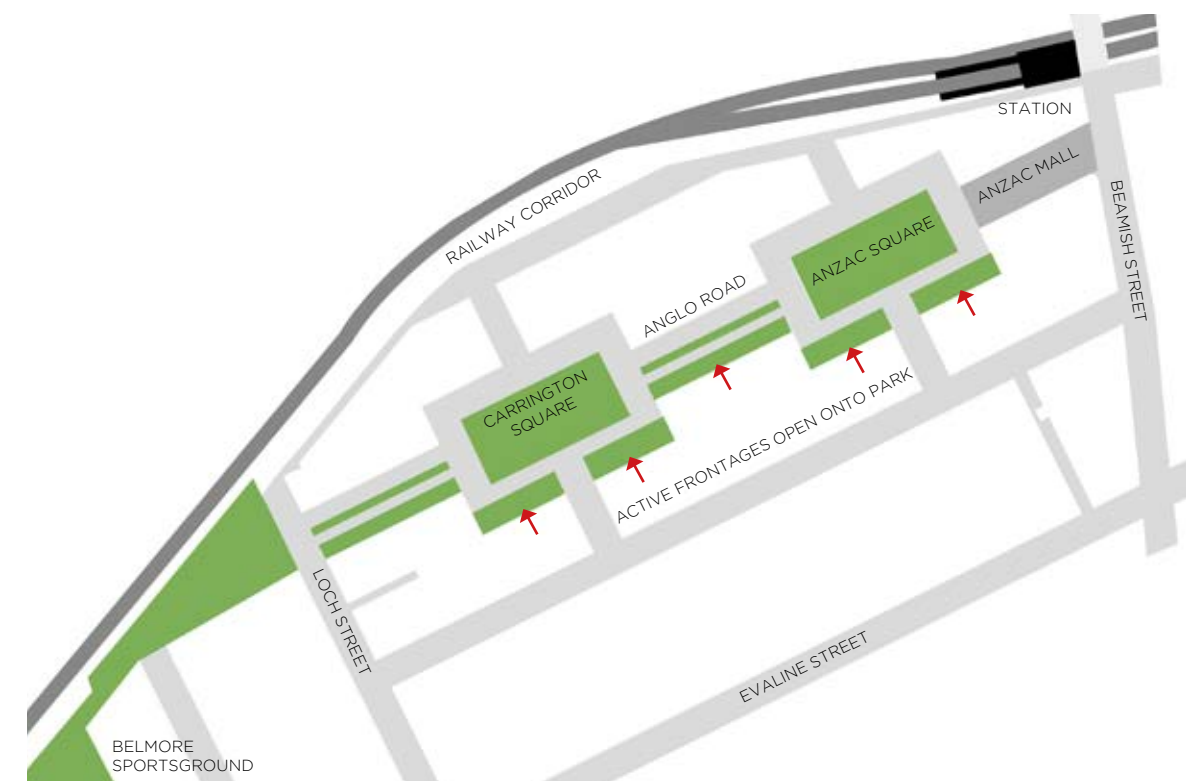 STATION
ANZAC MALL
RAILWAY CORRIDOR
BEAMISH STREET
ANZAC SQUARE
ANGLO ROAD
CARRINGTON
SQUARE
ACTIVE FRONTAGES OPEN ONTO PARK
LOCH STREET
EVALINE STREET
BELMORE
SPORTSGROUND